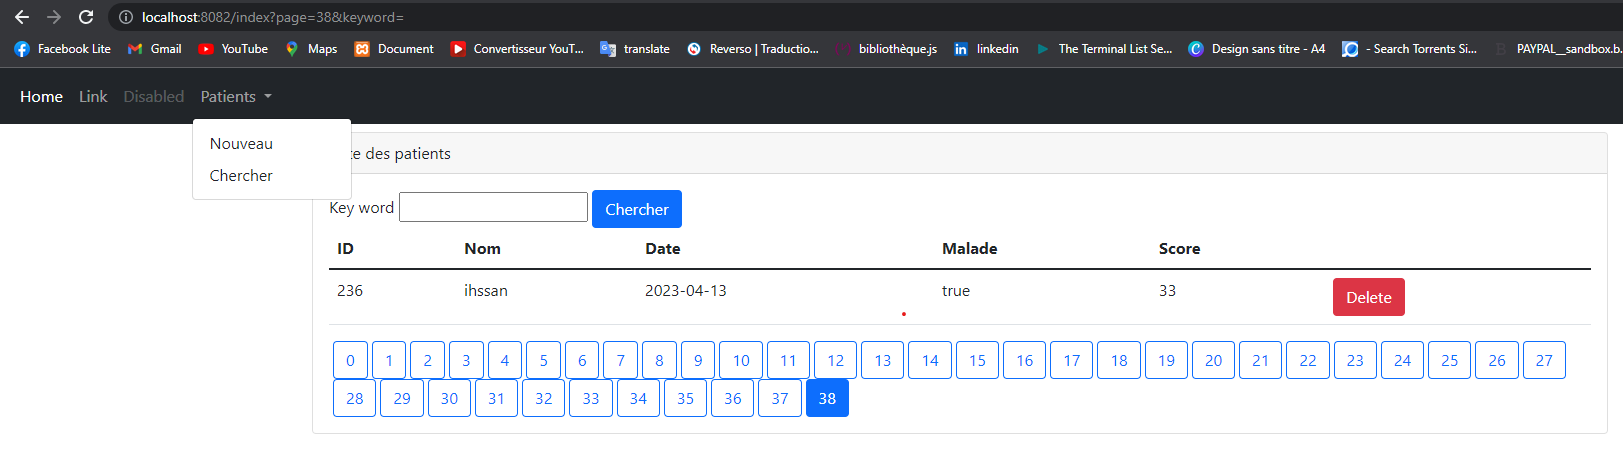 localhost:8082/index?page=38&keyword=
Facebook Lite Gmail YouTube Maps Document Convertisseur YouT... translate Reverso | Traductio... bibliothèque.js linkedin The Terminal List Se... Design sans titre - A4 - Search Torrents Si... PAYPAL__sandbox.b.
Home Link Disabled Patients
Nouveau
Chercher
te des patients
Key word Chercher
ID Nom Date Malade Score
236 ihssan 2023-04-13 true 33 Delete
0 1 2 3 4 5 6 7 8 9 10 11 12 13 14 15 16 17 18 19 20 21 22 23 24 25 26 27
28 29 30 31 32 33 34 35 36 37 38